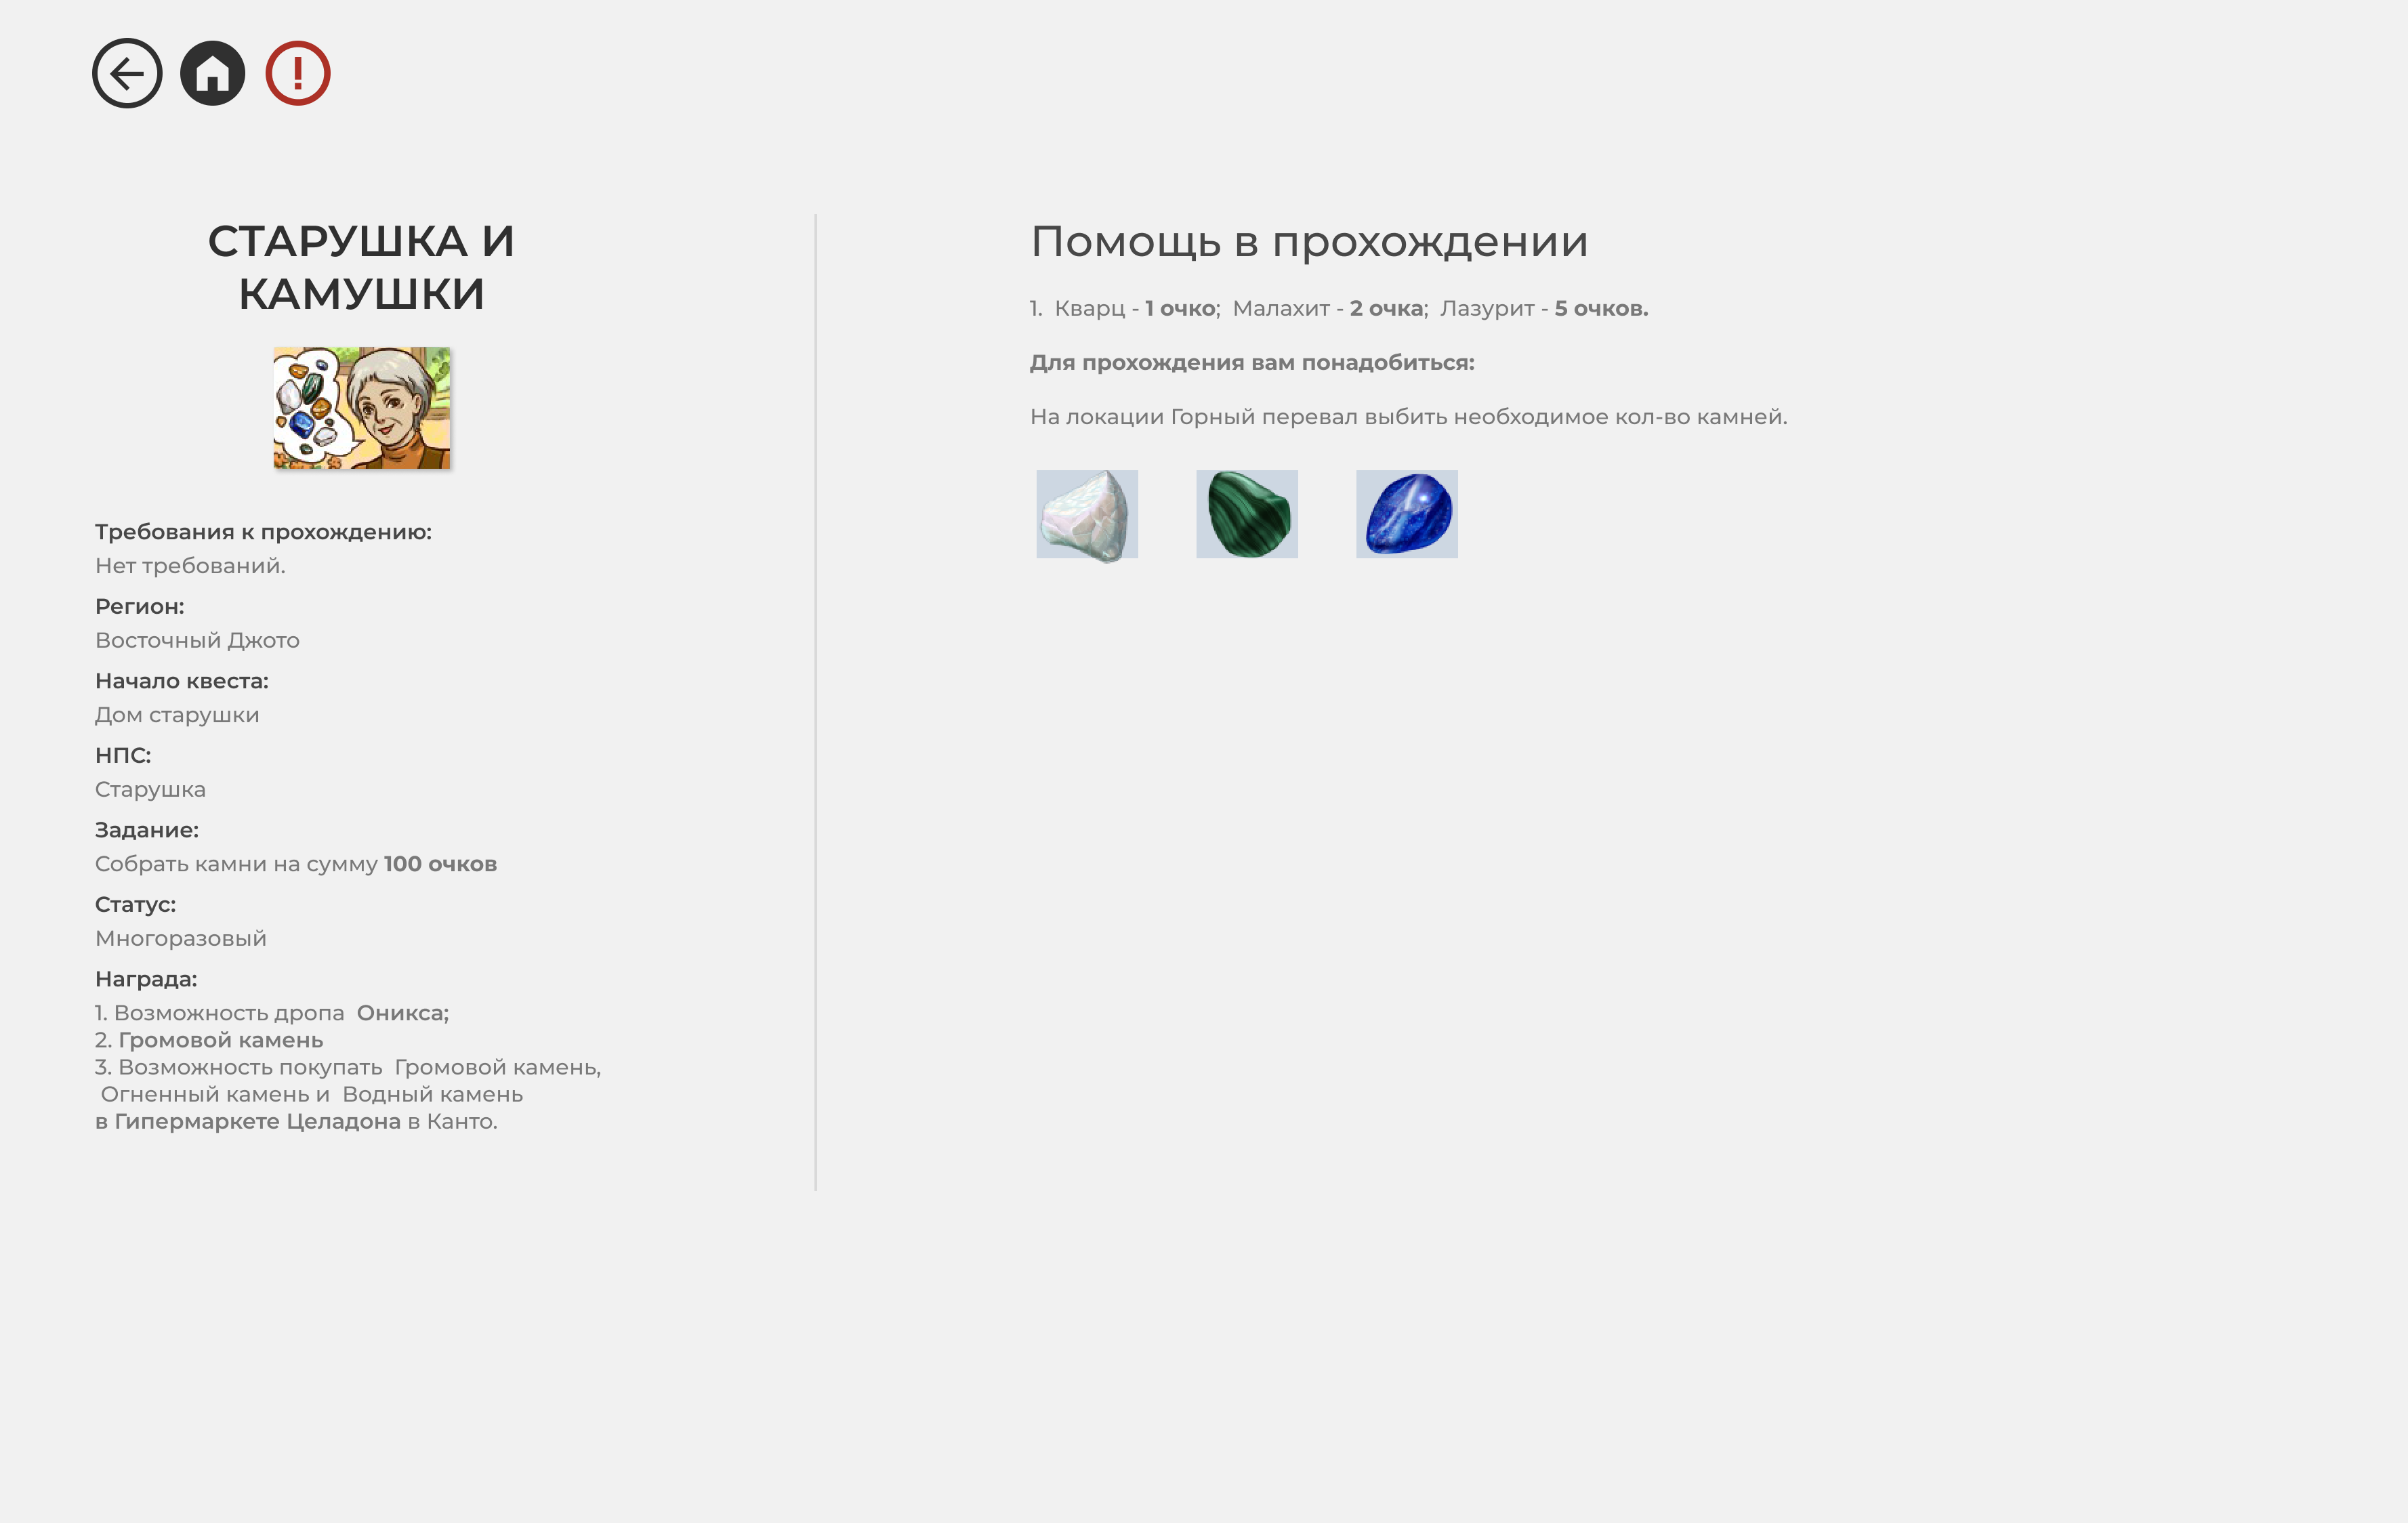 СТАРУШКА И
КАМУШКИ
Требования к прохождению:
Нет требований.
Регион:
Восточный Джото
Начало квеста:
Дом старушки
НПС:
Старушка
Задание:
Собрать камни на сумму 100 очков
Статус:
Многоразовый
Награда:
1. Возможность дропа Оникса;
2. Громовой камень
3. Возможность покупать Громовой камень,
Огненный камень и Водный камень
в Гипермаркете Целадона в Канто.
Помощь в прохождении
1. Кварц - 1 очко; Малахит - 2 очка; Лазурит - 5 очков.
Для прохождения вам понадобиться:
На локации Горный перевал выбить необходимое кол-во камней.